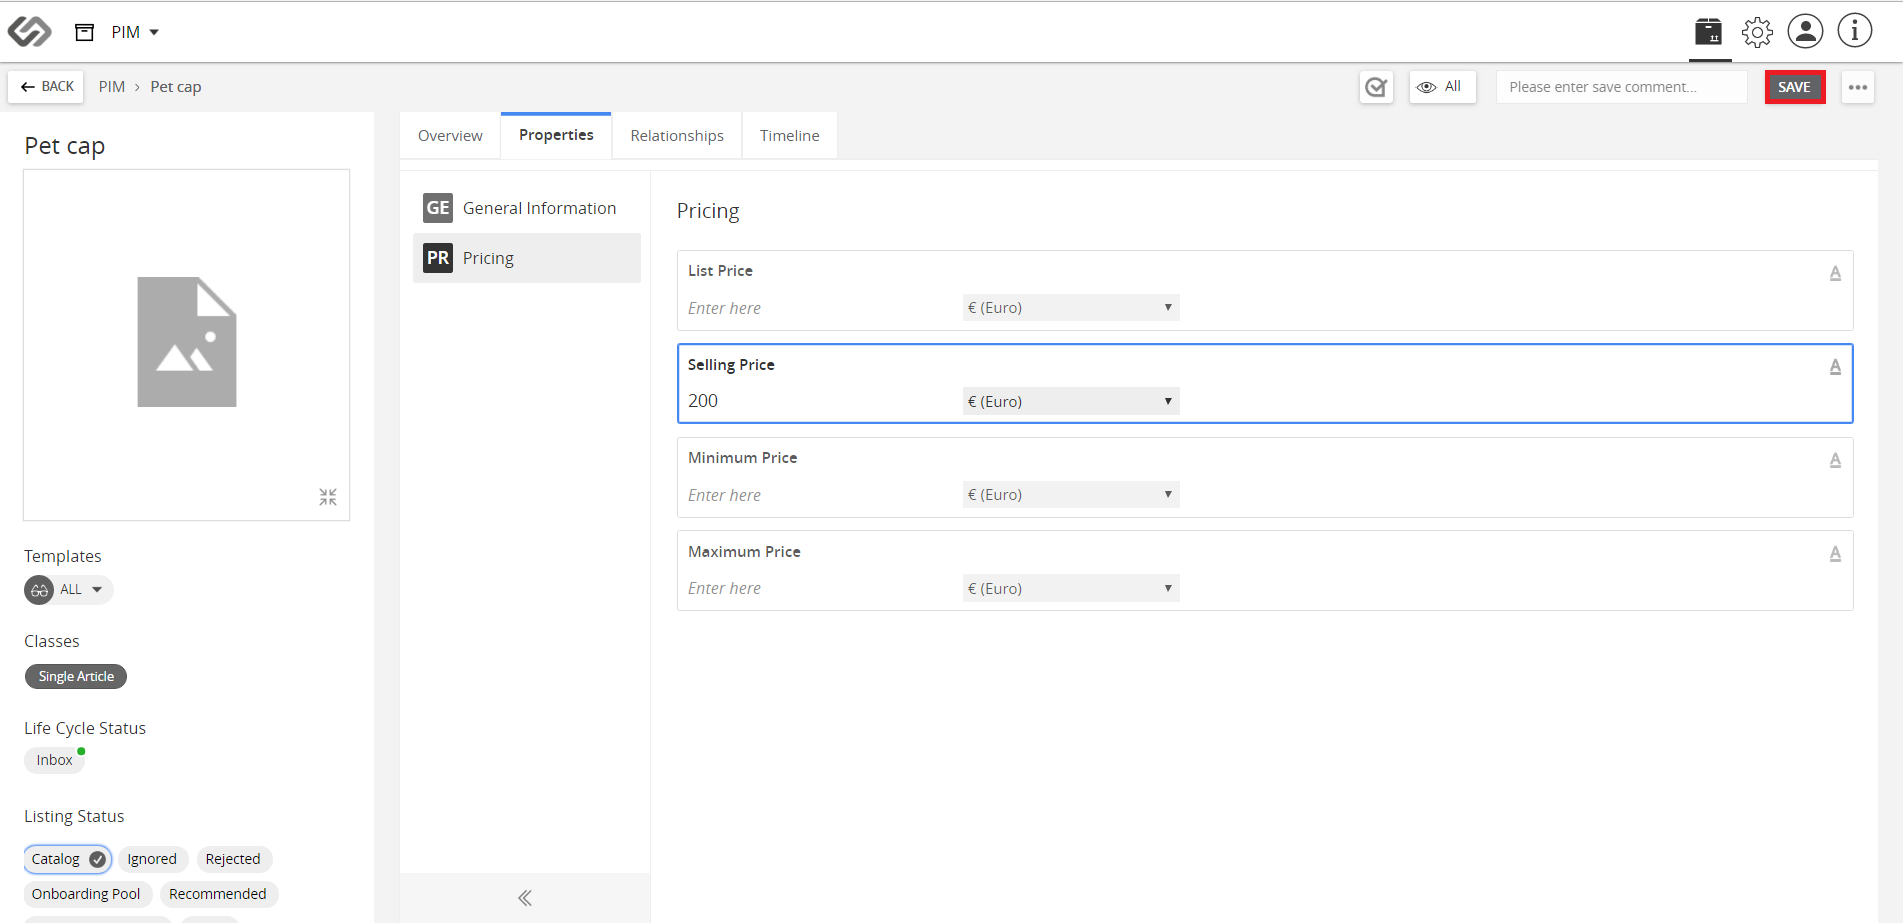 PIM
BACK PIM › Pet cap All Please enter save comment... SAVE
Pet cap
Overview Properties Relationships Timeline
GE General Information
PR Pricing
Pricing
List Price A
Enter here € (Euro)
Selling Price A
200 € (Euro)
Minimum Price A
Enter here € (Euro)
Maximum Price A
Enter here € (Euro)
Templates
ALL
Classes
Single Article
Life Cycle Status
Inbox
Listing Status
Catalog Ignored Rejected
Onboarding Pool Recommended